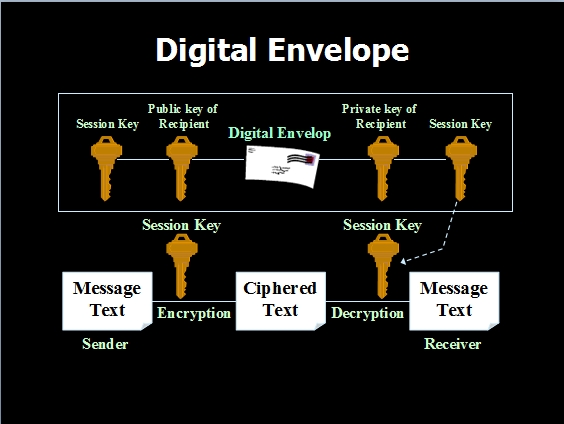 Digital Envelope
Session Key
Public key of
Recipient
Digital Envelop
Private key of
Recipient
Session Key
Session Key
Session Key
Message
Text
Encryption
Ciphered
Text
Decryption
Message
Text
Sender
Receiver